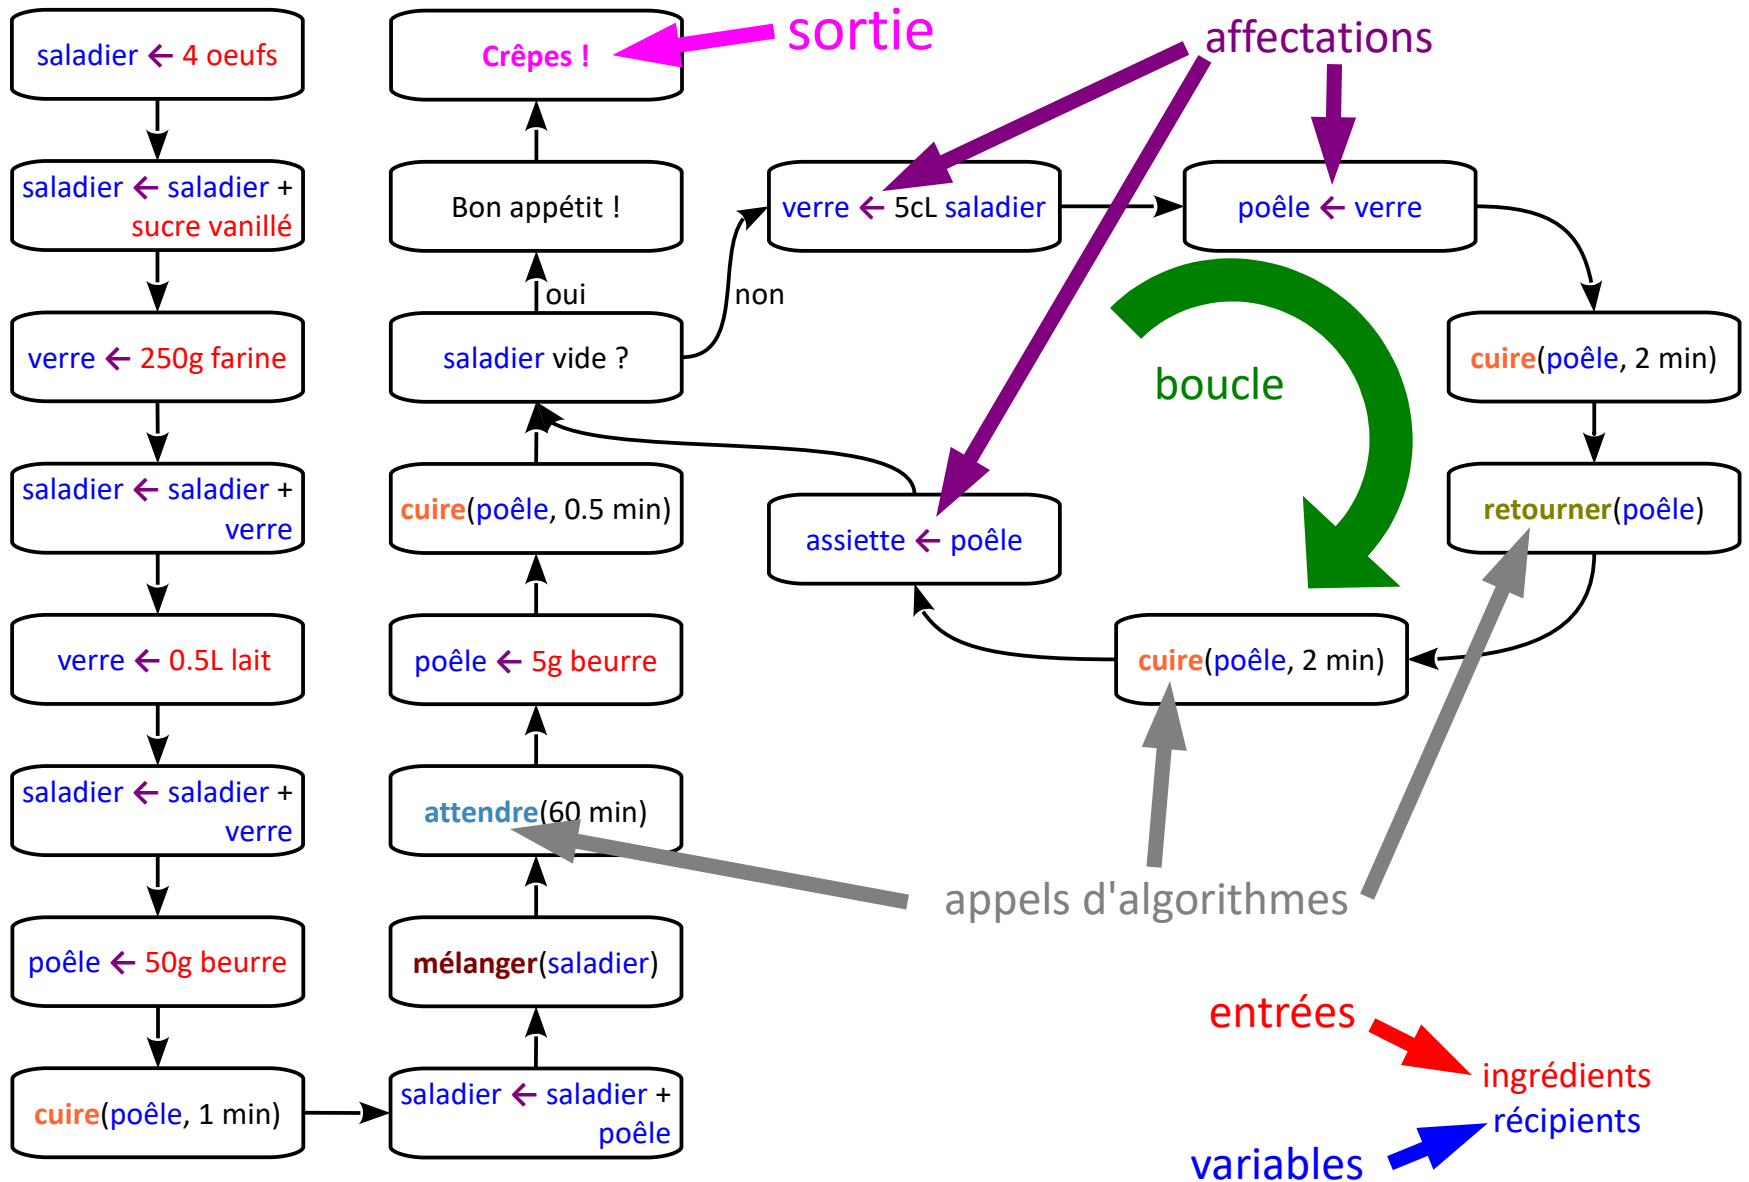 saladier ← 4 oeufs
saladier ← saladier +
sucre vanillé
verre ← 250g farine
saladier ← saladier +
verre
verre ← 0.5L lait
saladier ← saladier +
verre
poêle ← 50g beurre
cuire(poêle, 1 min)
saladier ← saladier +
poêle
mélanger(saladier)
attendre(60 min)
poêle ← 5g beurre
cuire(poêle, 0.5 min)
saladier vide ?
oui
non
Bon appétit !
Crêpes !
sortie
affectations
verre ← 5cL saladier
poêle ← verre
cuire(poêle, 2 min)
retourner(poêle)
cuire(poêle, 2 min)
assiette ← poêle
boucle
appels d'algorithmes
entrées
ingrédients
récipients
variables